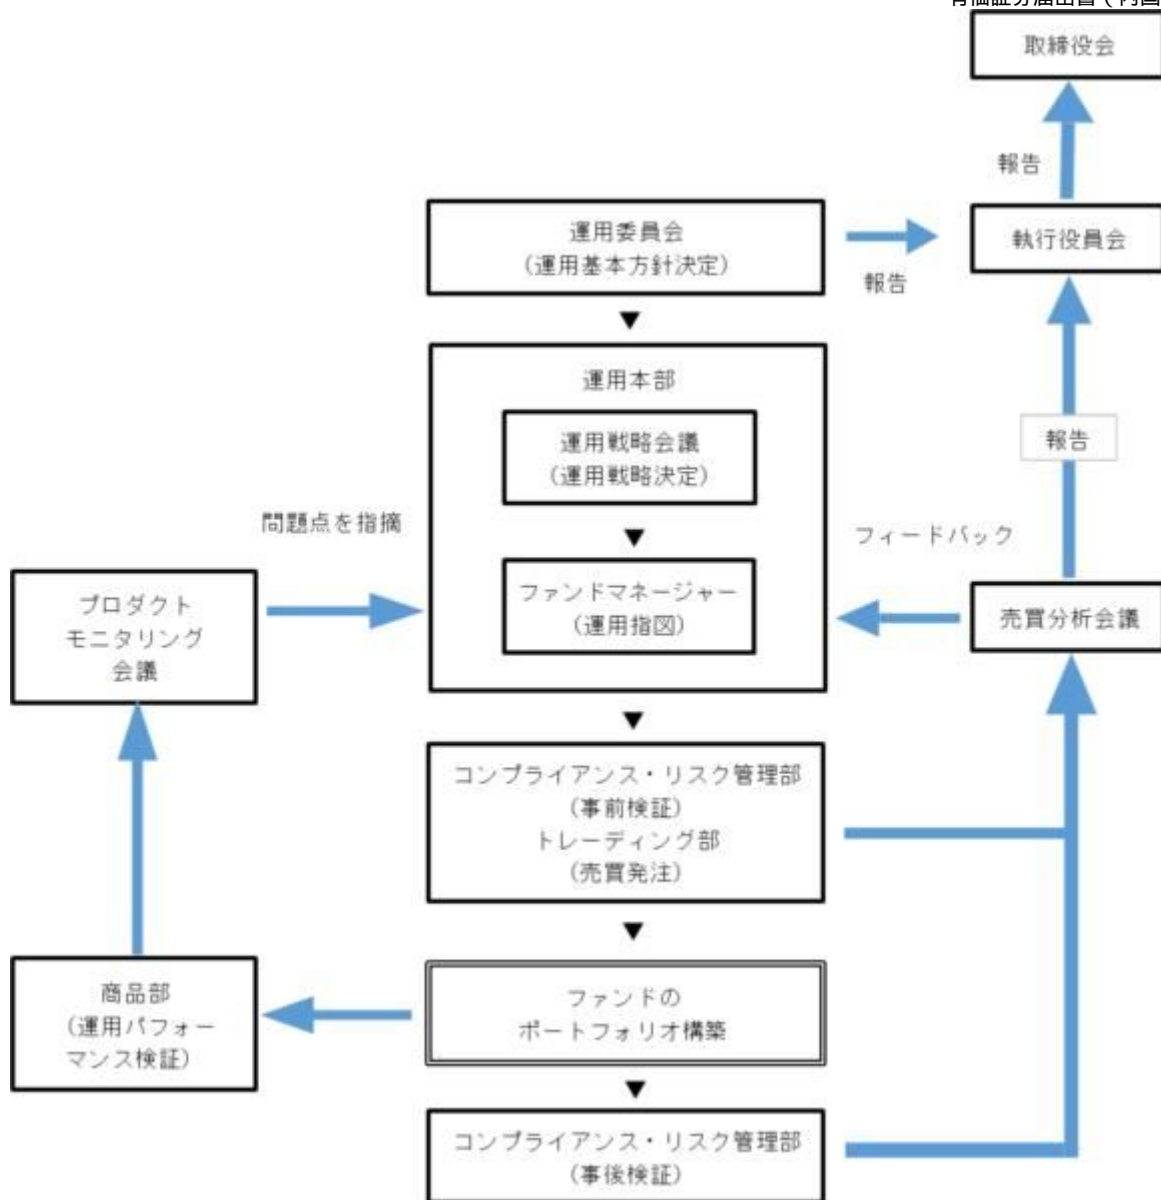 取締役会
報告
運用委員会
(運用基本方針決定)
執行役員会
報告
運用本部
運用戦略会議
(運用戦略決定)
報告
問題点を指摘
フィードバック
ファンドマネージャー
(運用指図)
プロダクト
モニタリング
会議
売買分析会議
コンプライアンス・リスク管理部
(事前検証)
トレーディング部
(売買発注)
商品部
(運用パフォー
マンス検証)
ファンドの
ポートフォリオ構築
コンプライアンス・リスク管理部
(事後検証)